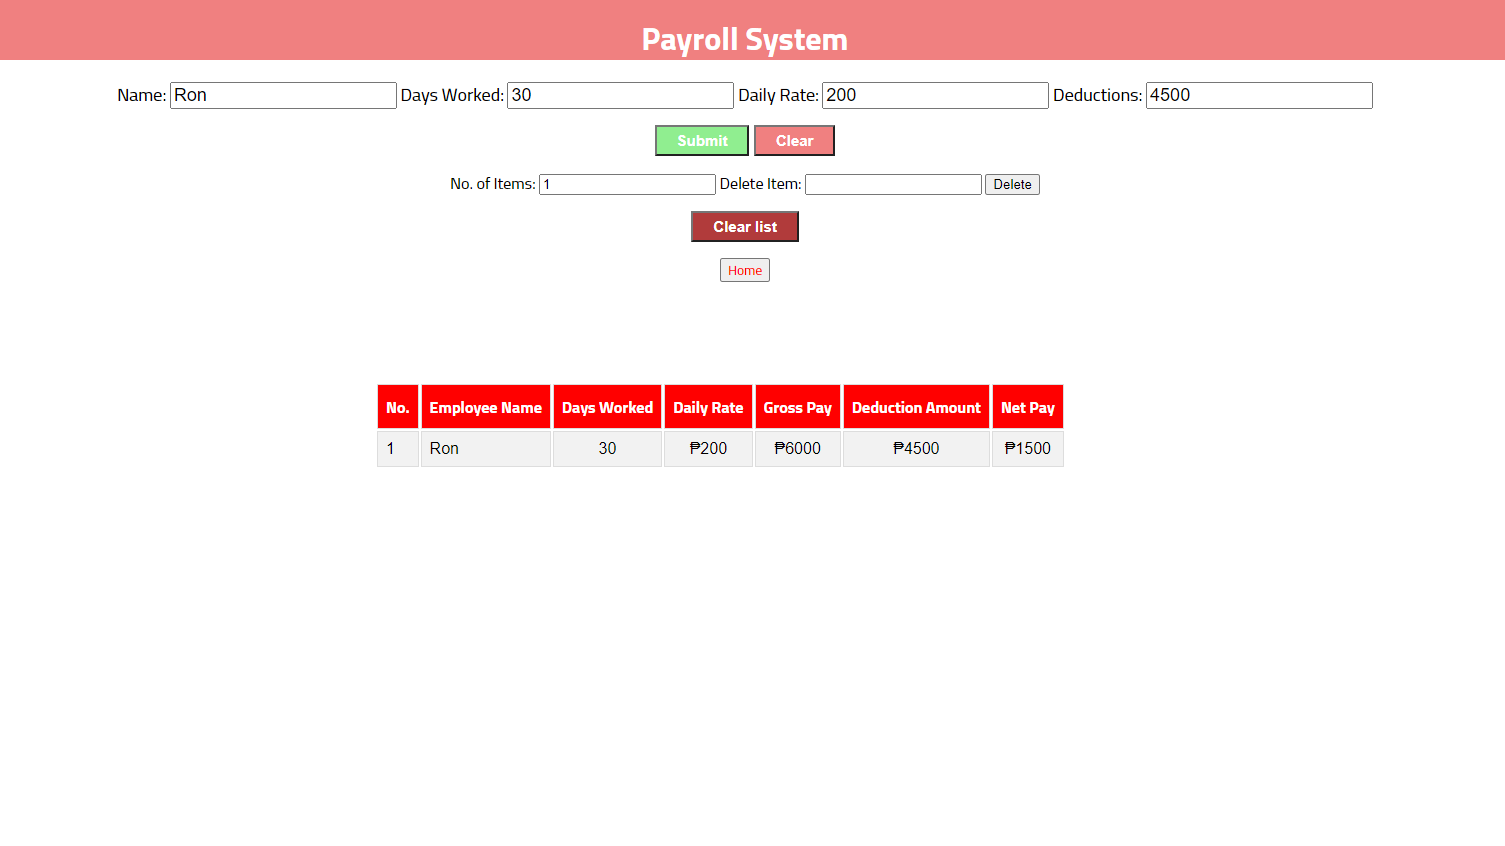 Payroll System
Name: Ron Days Worked: 30 Daily Rate: 200 Deductions: 4500
Submit Clear
No. of Items: 1 Delete Item: Delete
Clear list
Home
No. Employee Name Days Worked Daily Rate Gross Pay Deduction Amount Net Pay
1 Ron 30 ₱200 ₱6000 ₱4500 ₱1500